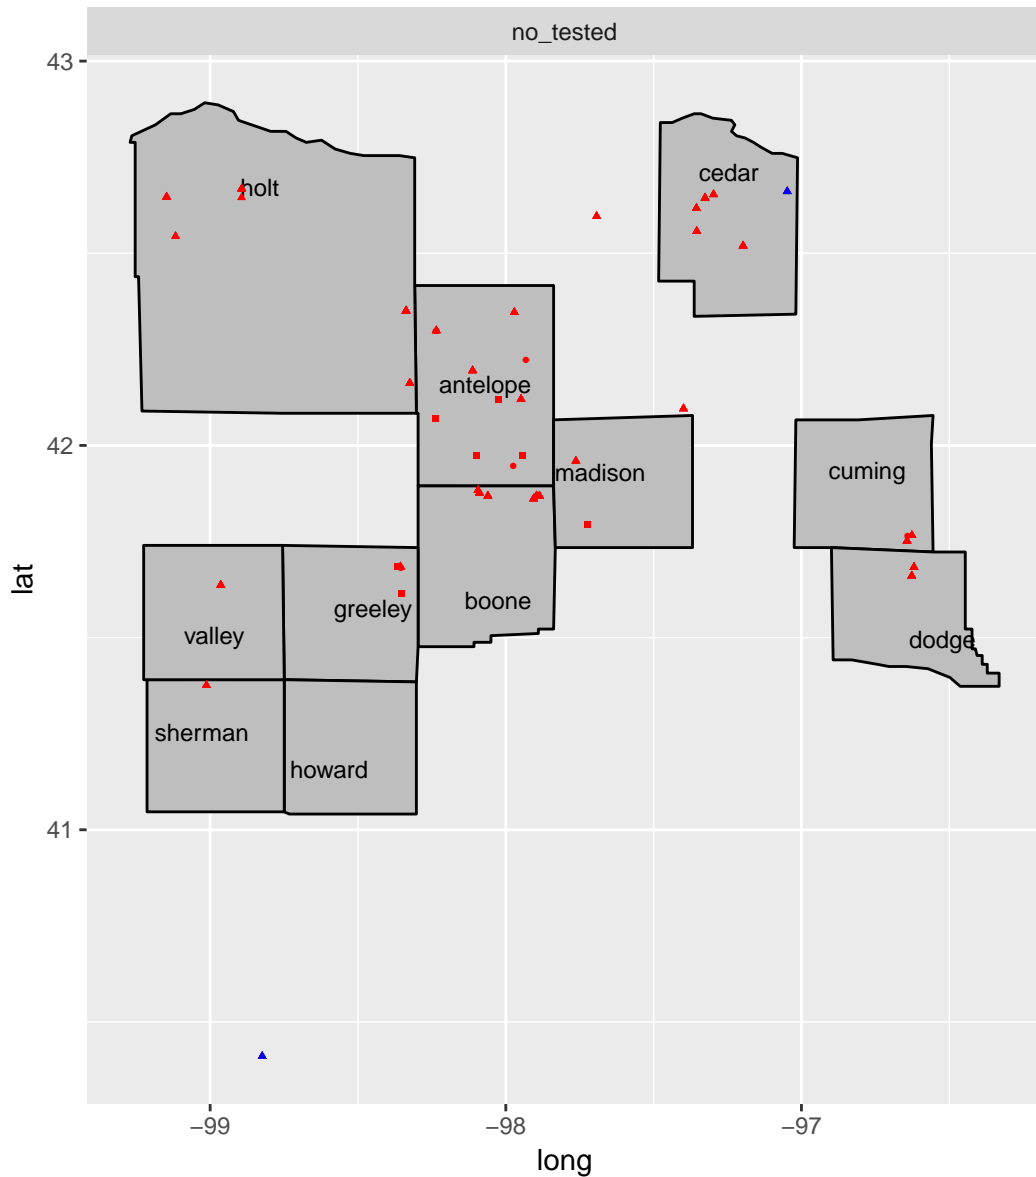 no_tested
43
holt
cedar
antelope
42
madison
cuming
lat
greeley
boone
valley
dodge
sherman
howard
41
−99
−98
−97
long